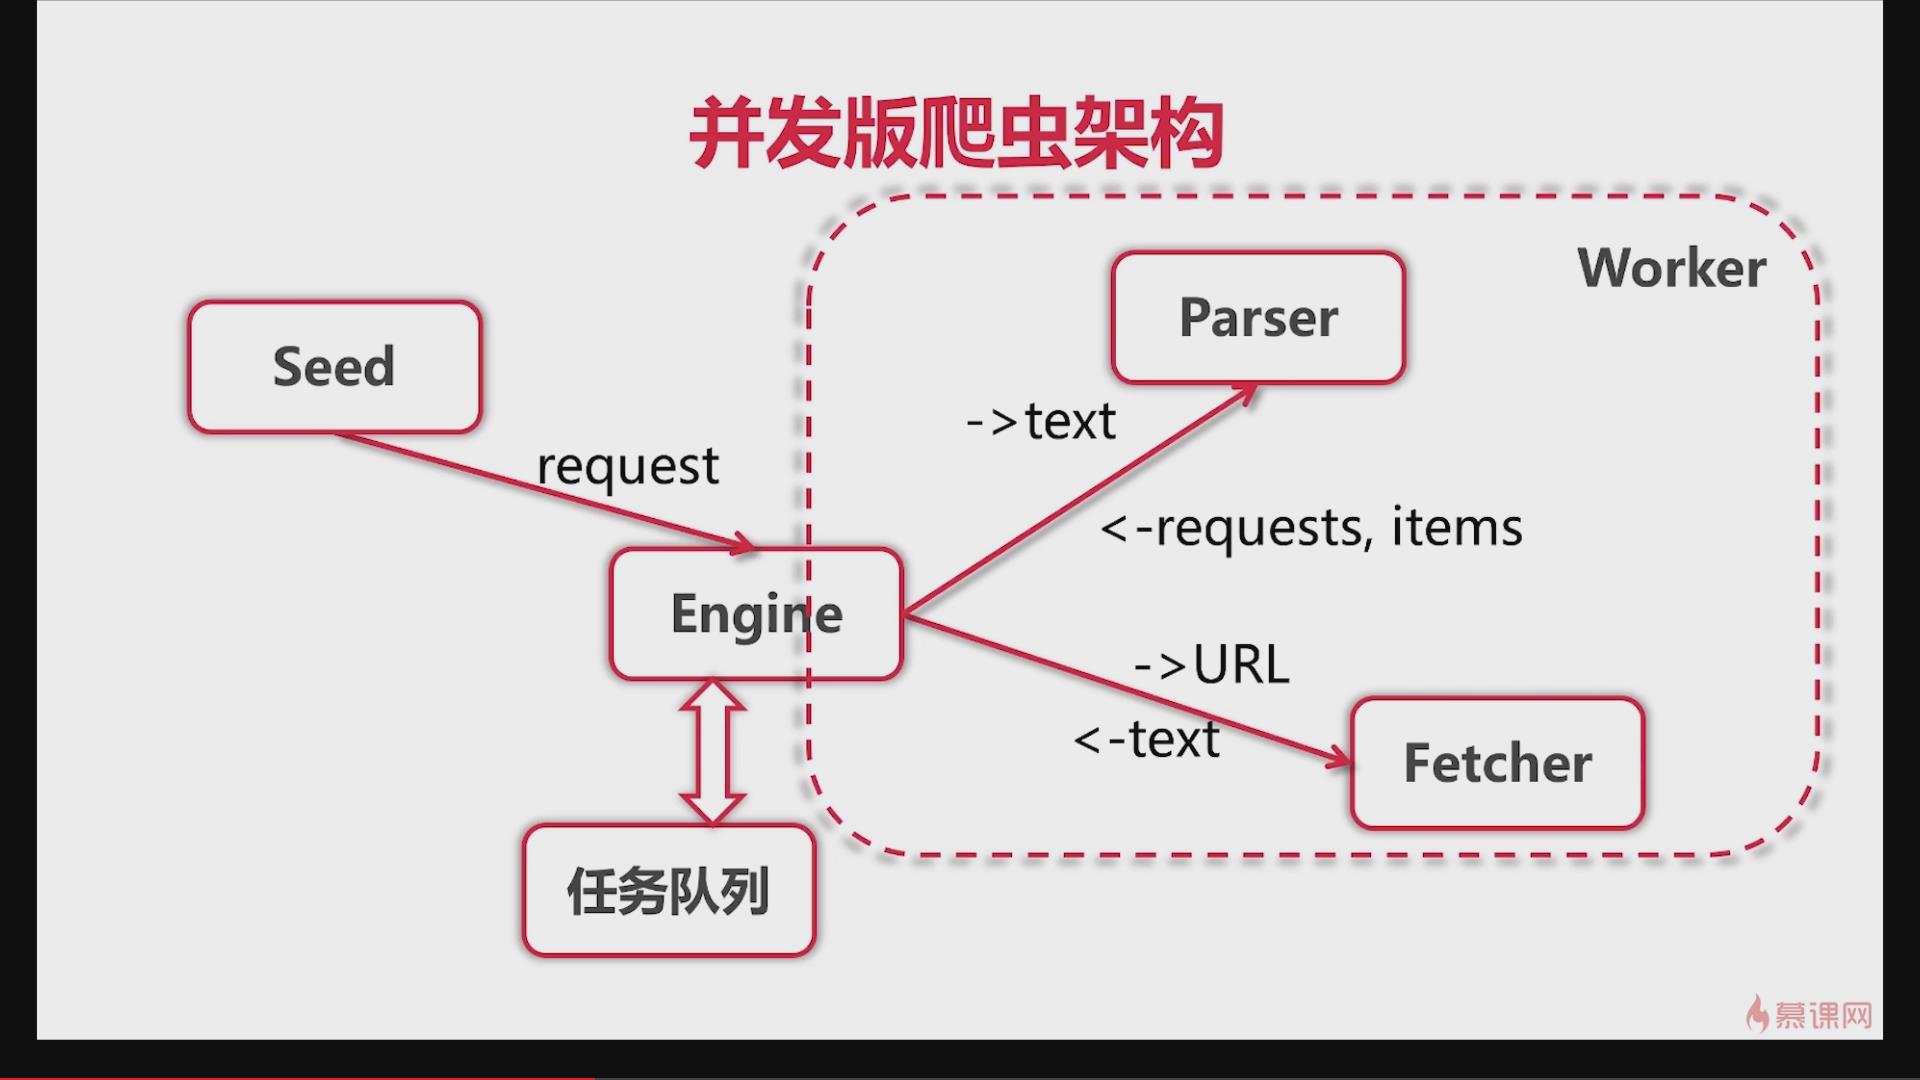 并发版爬虫架构
Worker
Parser
Seed
->text
request
<-requests, items
Engine
->URL
<-text
Fetcher
任务队列
慕课网